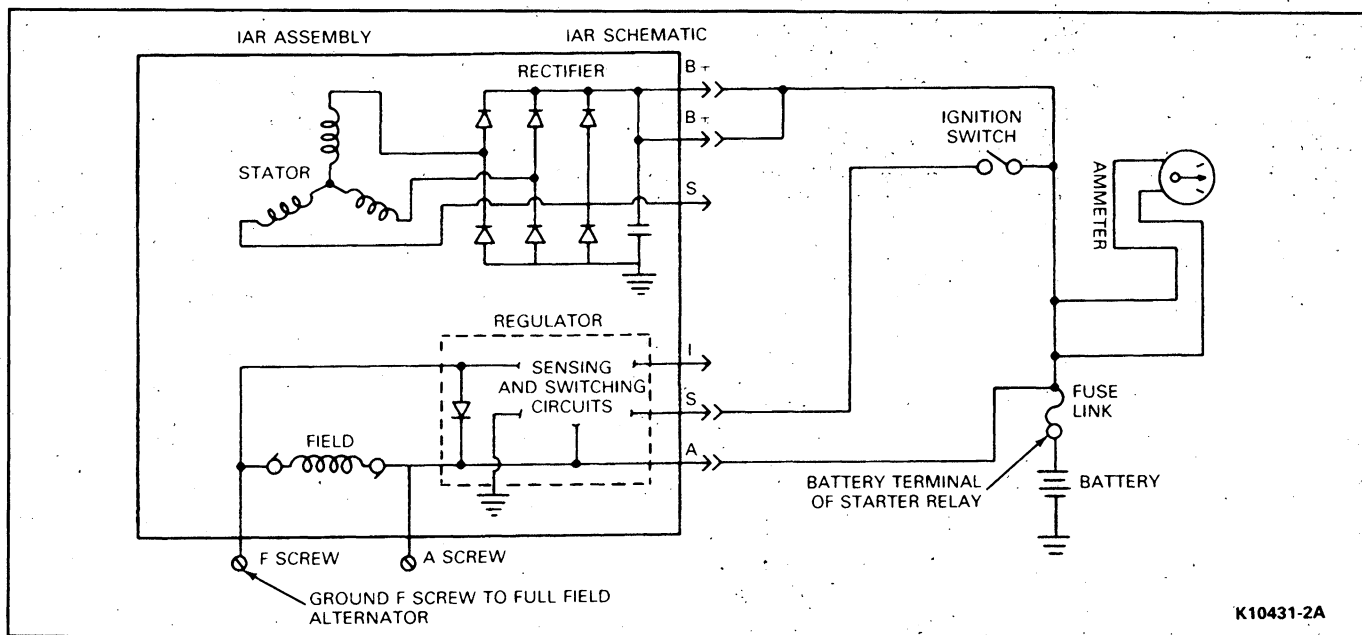 IAR ASSEMBLY
IAR SCHEMATIC
RECTIFIER
B+
B+
IGNITION
SWITCH
AMMETER
STATOR
S
REGULATOR
I
SENSING
AND SWITCHING
CIRCUITS
S
FUSE
LINK
FIELD
A
BATTERY TERMINAL
OF STARTER RELAY
BATTERY
F SCREW
A SCREW
GROUND F SCREW TO FULL FIELD
ALTERNATOR
K10431-2A